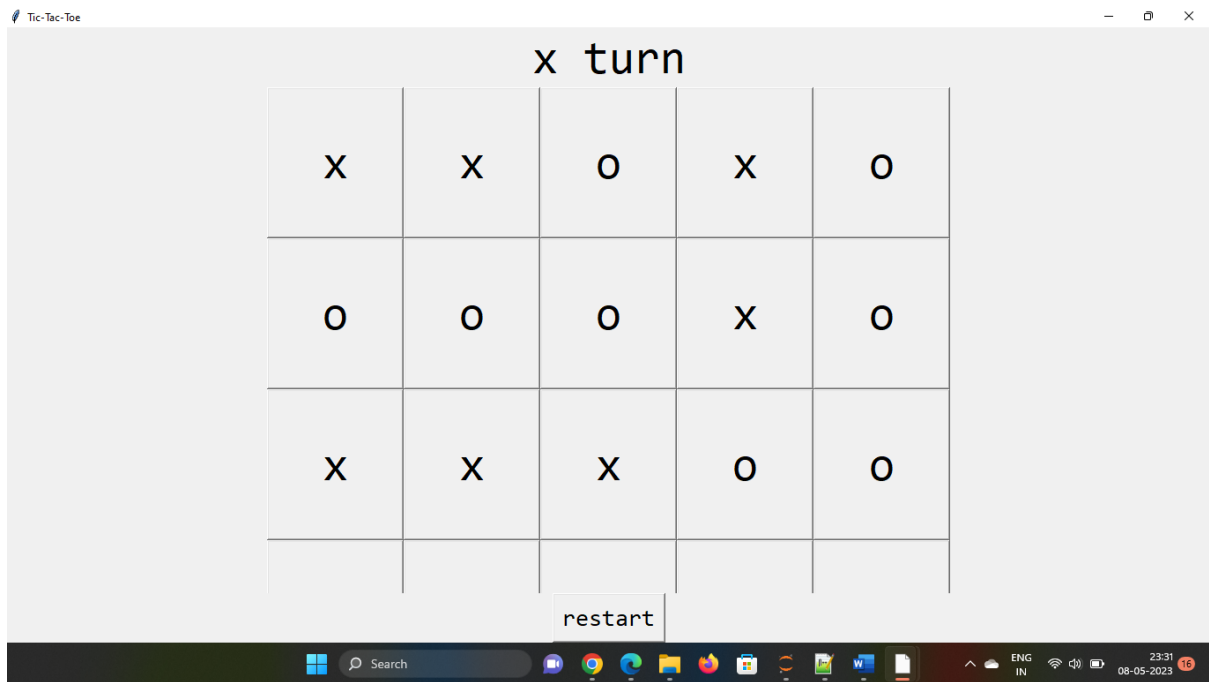 Tic-Tac-Toe
x turn
x x o x o
o o o x o
x x x o o
restart
Search
ENG
IN
23:31
08-05-2023
16